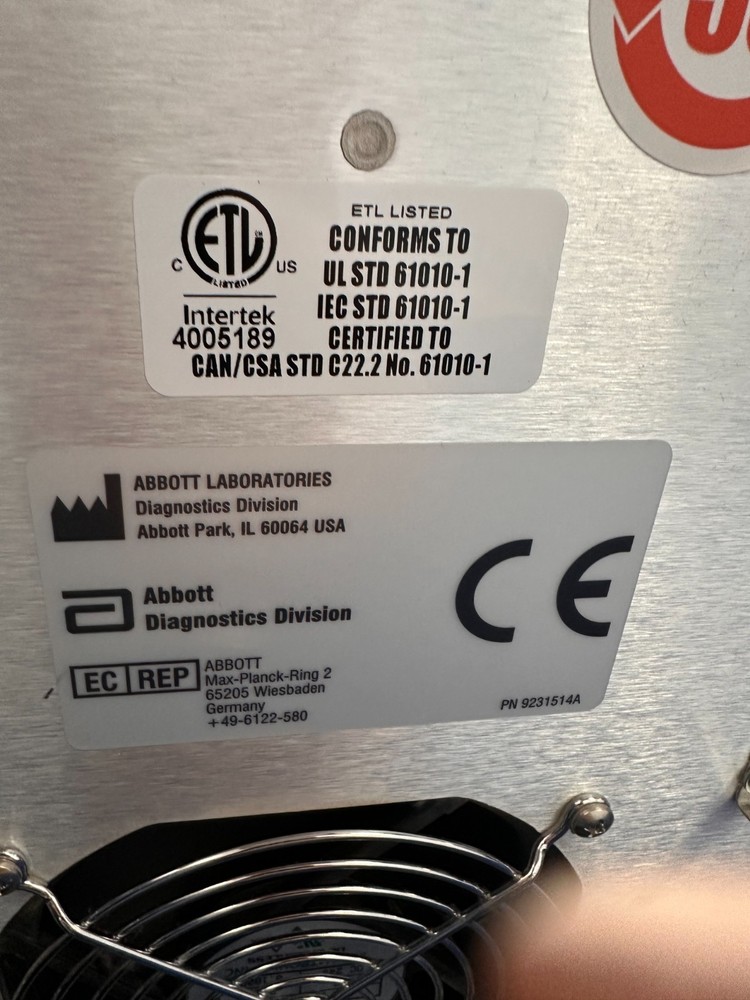 C ETL CM US
LISTED
Intertek
4005189
ETL LISTED
CONFORMS TO
UL STD 61010-1
IEC STD 61010-1
CERTIFIED TO
CAN/CSA STD C22.2 No. 61010-1
ABBOTT LABORATORIES
Diagnostics Division
Abbott Park, IL 60064 USA
Abbott
Diagnostics Division
EC REP
ABBOTT
Max-Planck-Ring 2
65205 Wiesbaden
Germany
+49-6122-580
CE
PN 9231514A